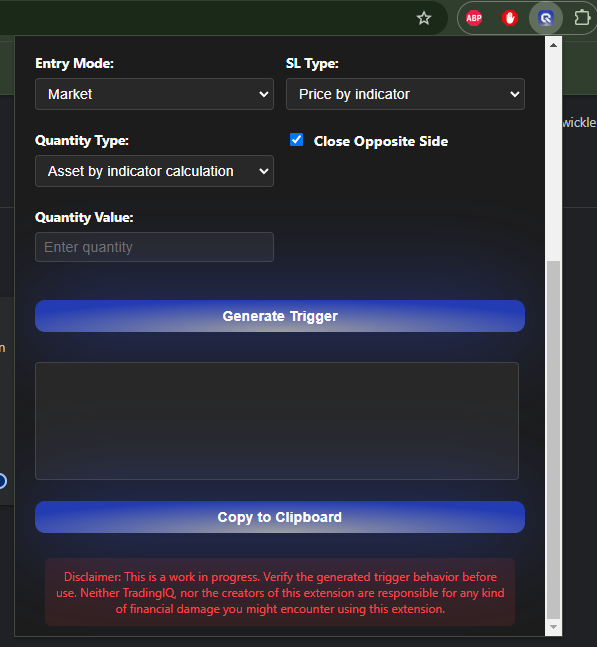 ABP
Entry Mode:
SL Type:
Market
Price by indicator
wickle
Quantity Type:
Close Opposite Side
Asset by indicator calculation
Quantity Value:
Enter quantity
Generate Trigger
n
Copy to Clipboard
Disclaimer: This is a work in progress. Verify the generated trigger behavior before
use. Neither TradingIQ, nor the creators of this extension are responsible for any kind
of financial damage you might encounter using this extension.